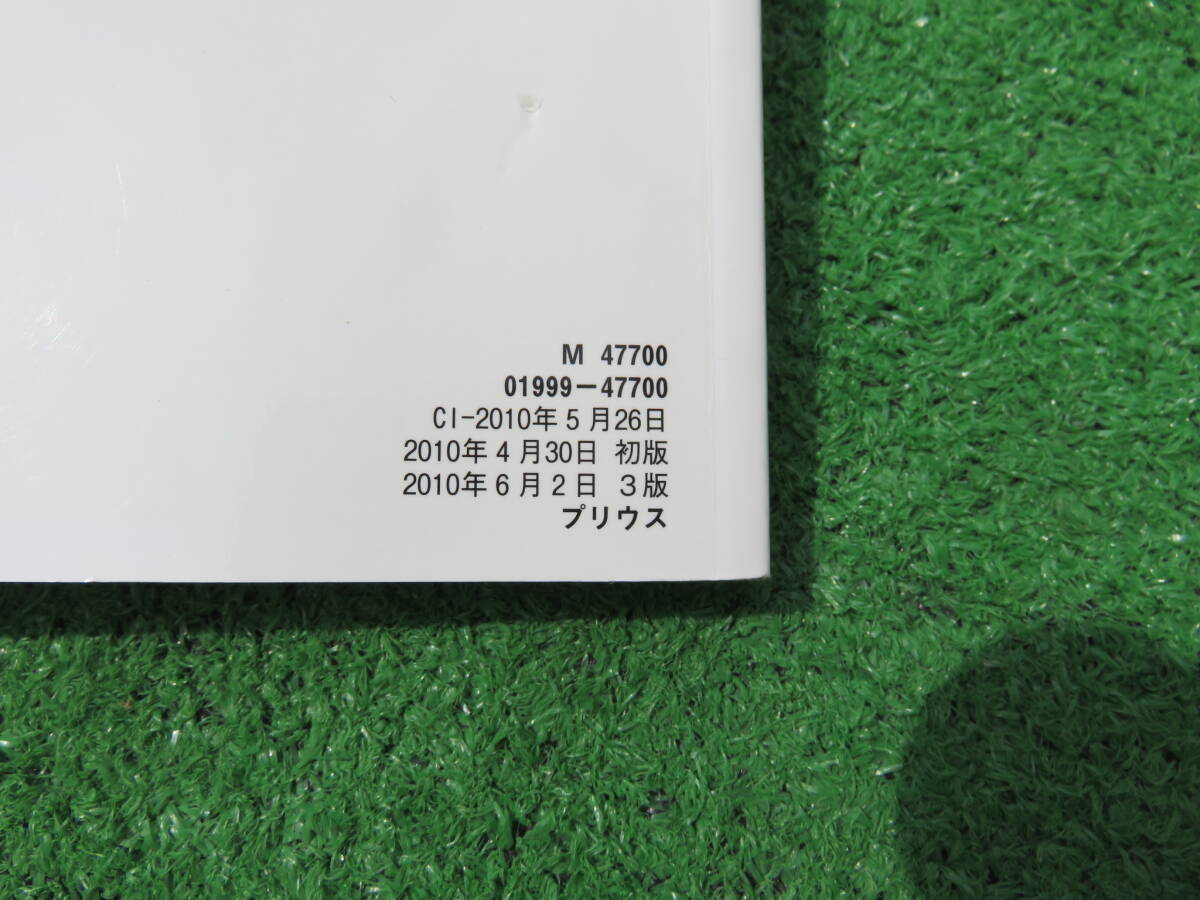 M 47700
01999-47700
CI-2010年5月26日
2010年4月30日 初版
2010年6月2日 3版
プリウス